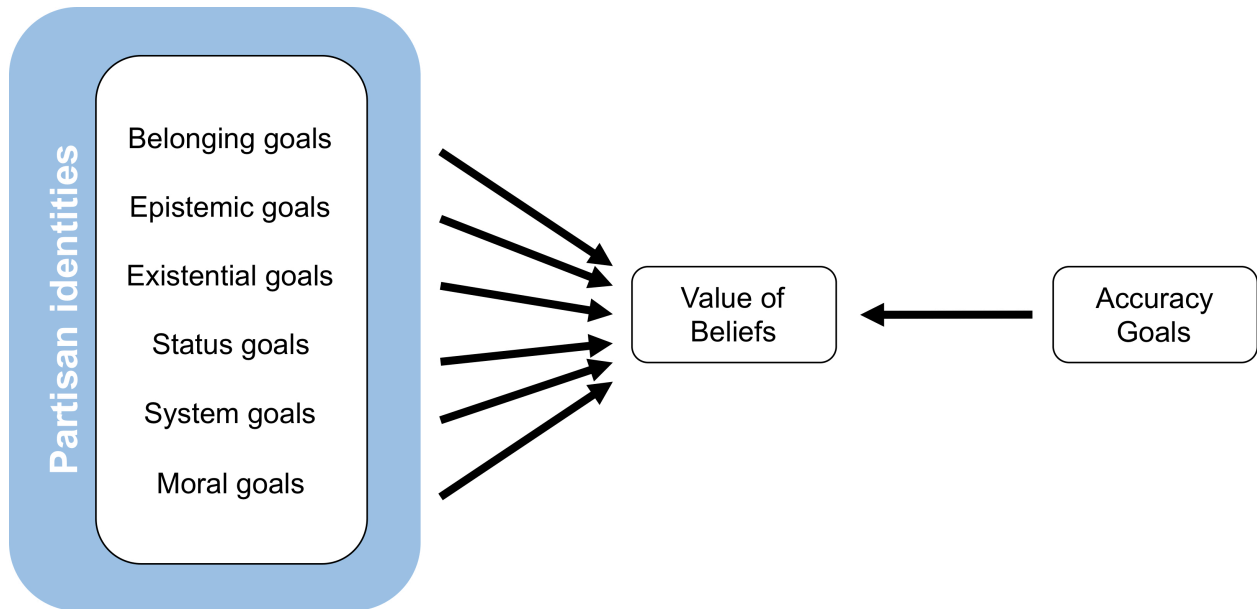 Partisan identities
Belonging goals
Epistemic goals
Existential goals
Status goals
System goals
Moral goals
Value of
Beliefs
Accuracy
Goals